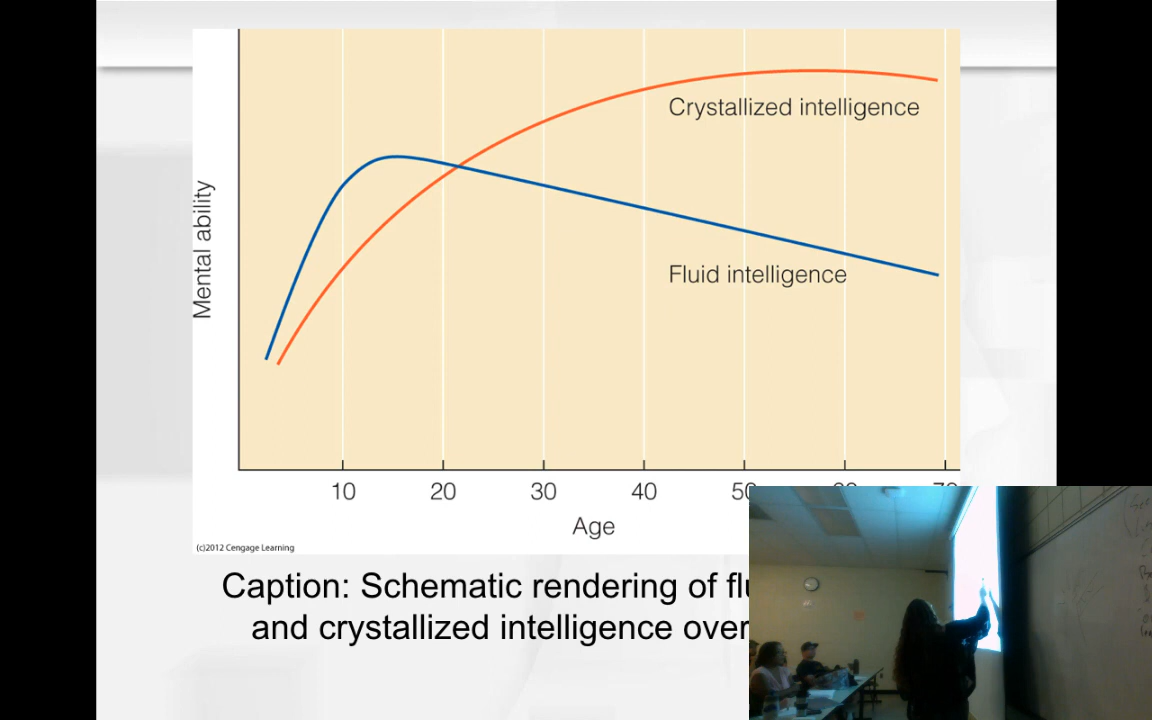 Crystallized intelligence
Mental ability
Fluid intelligence
10 20 30 40 50
Age
(c)2012 Cengage Learning
Caption: Schematic rendering of
and crystallized intelligence over